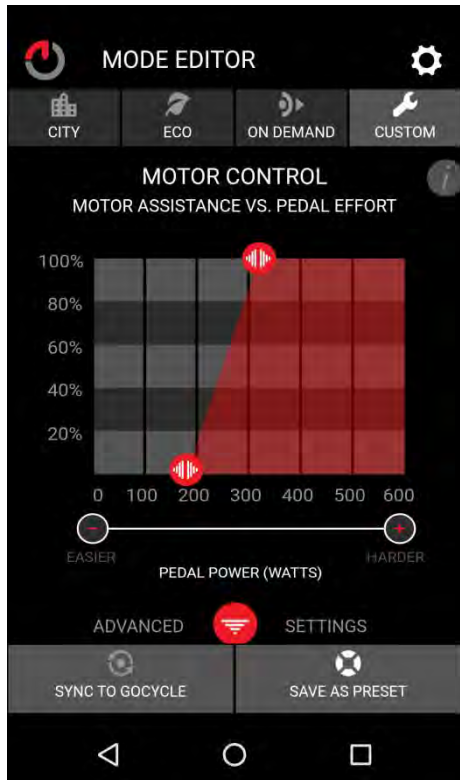 MODE EDITOR
CITY ECO ON DEMAND CUSTOM
MOTOR CONTROL
i
MOTOR ASSISTANCE VS. PEDAL EFFORT
100%
80%
60%
40%
20%
0 100 200 300 400 500 600
EASIER HARDER
PEDAL POWER (WATTS)
ADVANCED SETTINGS
SYNC TO GOCYCLE SAVE AS PRESET